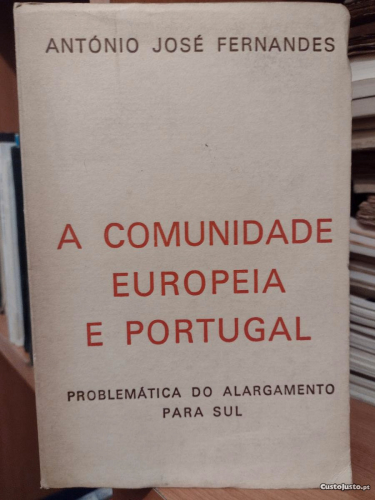 ANTÓNIO JOSÉ FERNANDES
A COMUNIDADE
EUROPEIA
E PORTUGAL
PROBLEMÁTICA DO ALARGAMENTO
PARA SUL
CustoJusto.pt